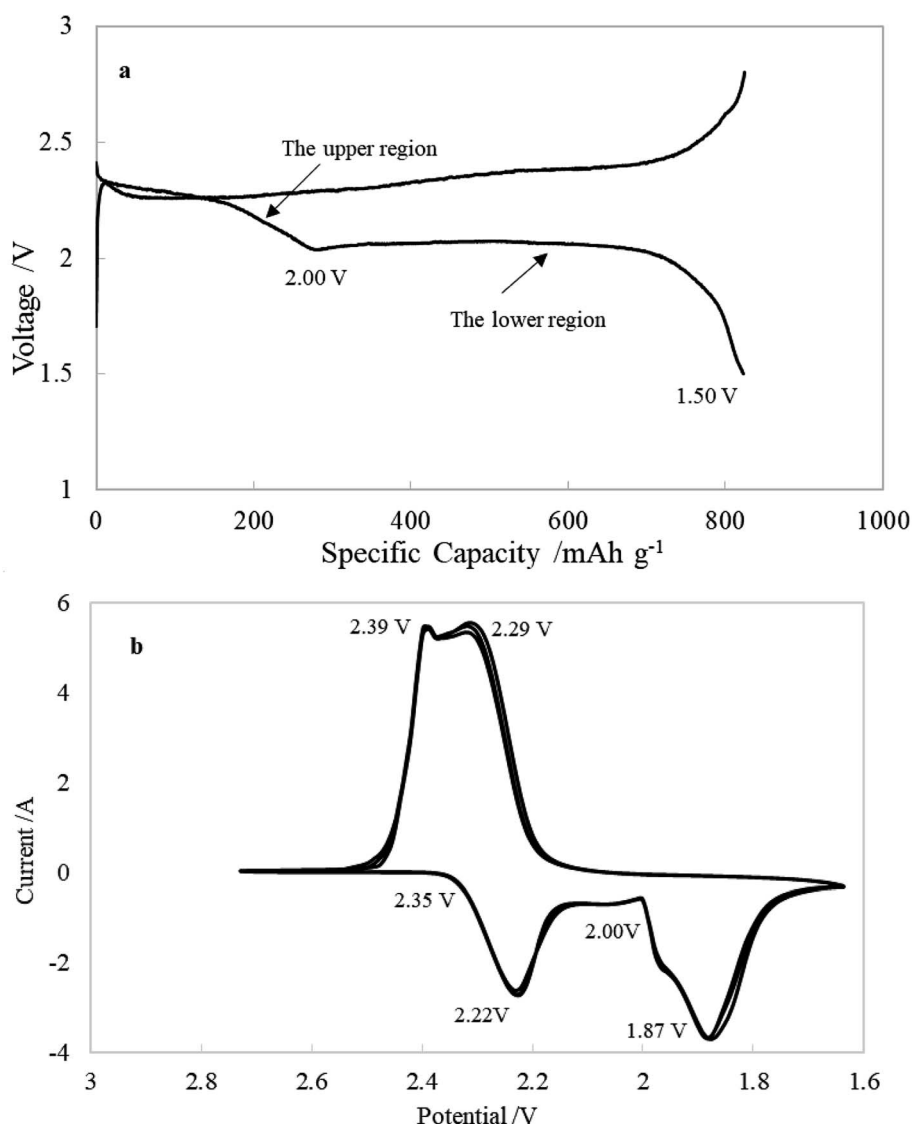 a
3
2.5
2
1.5
1
Voltage /V
The upper region
2.00 V
The lower region
1.50 V
0 200 400 600 800 1000
Specific Capacity /mAh g⁻¹
b
6
4
2
0
-2
-4
Current /A
2.39 V
2.29 V
2.35 V
2.22V
2.00V
1.87 V
3 2.8 2.6 2.4 2.2 2 1.8 1.6
Potential /V